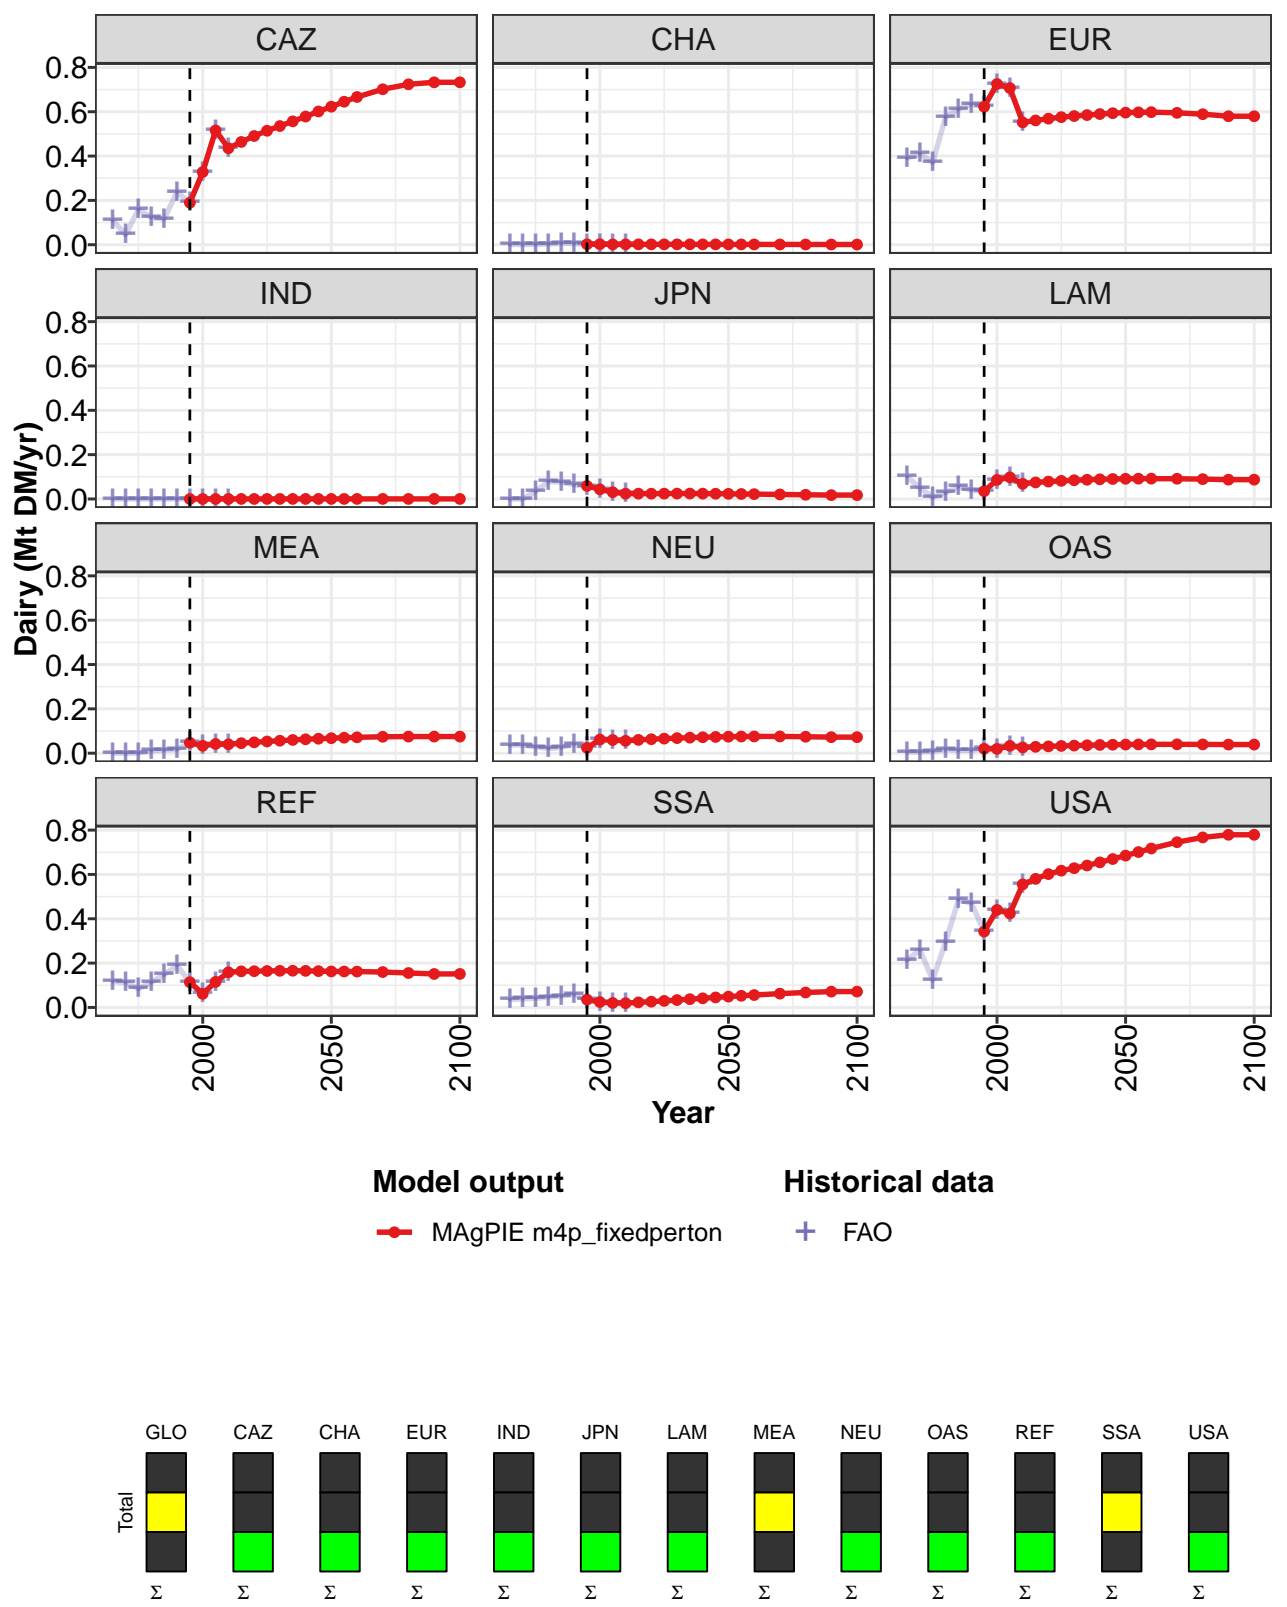 CAZ CHA EUR
0.8
0.6
0.4
0.2
0.0
IND JPN LAM
0.8
0.6
0.4
0.2
0.0
MEA NEU OAS
0.8
0.6
0.4
0.2
0.0
REF SSA USA
0.8
0.6
0.4
0.2
0.0
Dairy (Mt DM/yr)
2000 2050 2100 2000 2050 2100 2000 2050 2100
Year
Model output Historical data
MAgPIE m4p_fixedperton FAO
GLO CAZ CHA EUR IND JPN LAM MEA NEU OAS REF SSA USA
Total
Σ Σ Σ Σ Σ Σ Σ Σ Σ Σ Σ Σ Σ